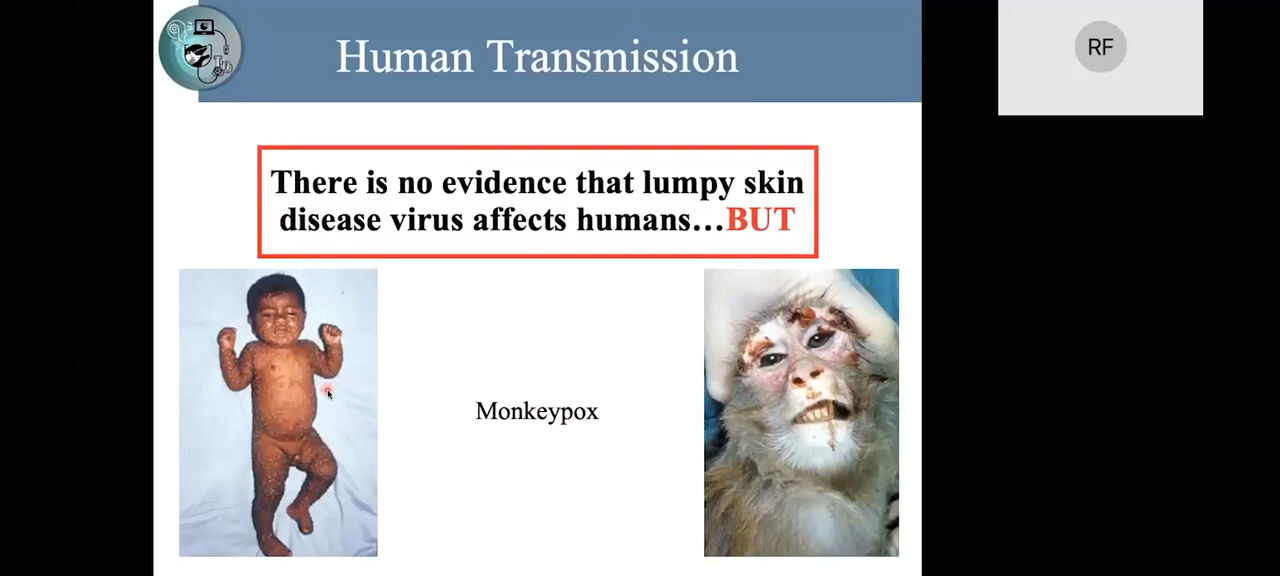 Human Transmission
RF
There is no evidence that lumpy skin
disease virus affects humans...BUT
Monkeypox